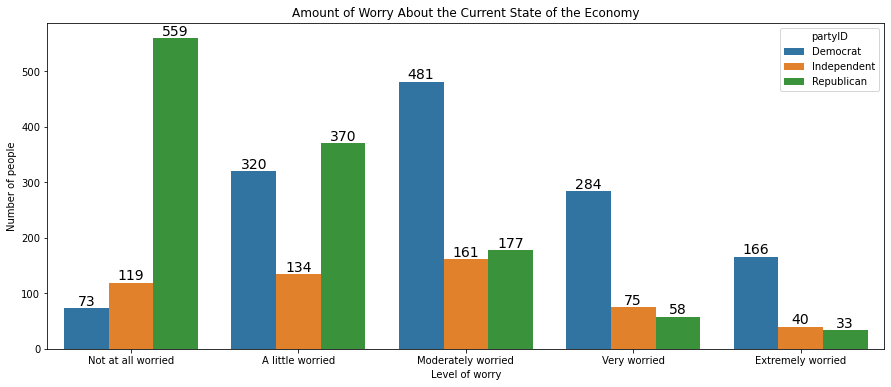 Amount of Worry About the Current State of the Economy
partyID
Democrat
Independent
Republican
Number of people
500
400
300
200
100
0
73
119
559
320
134
370
481
161
177
284
75
58
166
40
33
Not at all worried
A little worried
Moderately worried
Very worried
Extremely worried
Level of worry